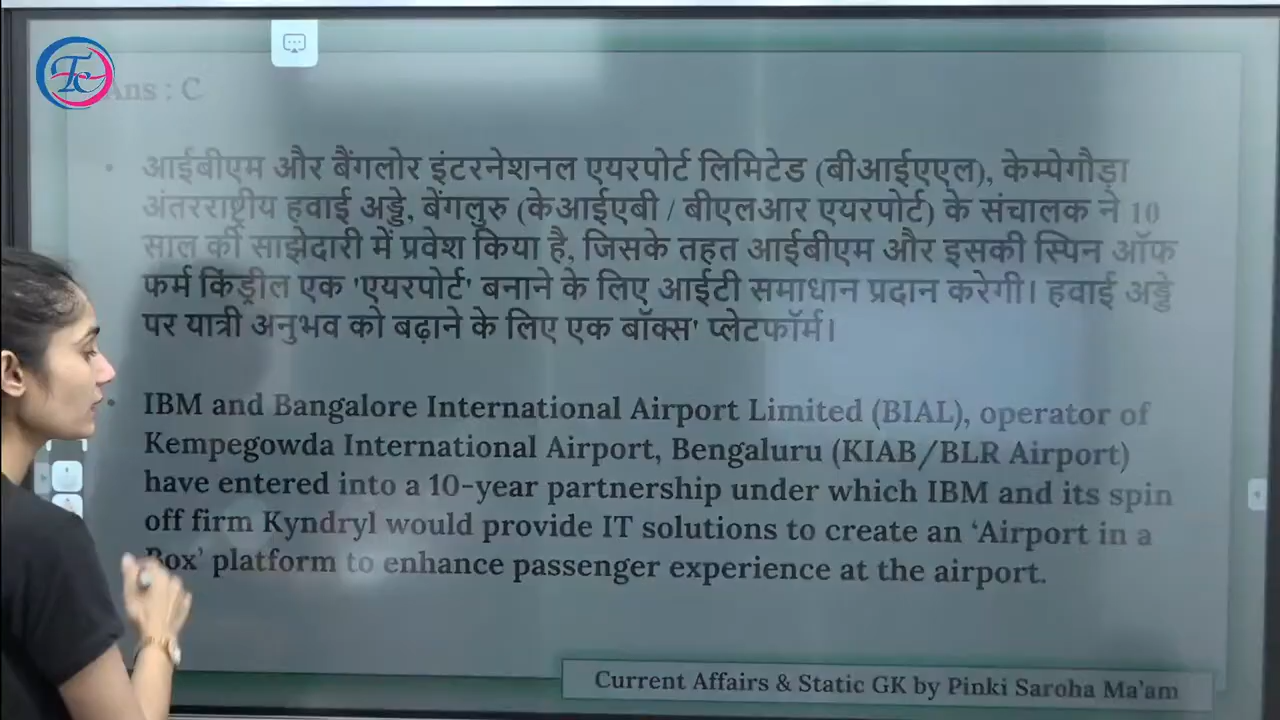 Tc
Ans : C
• आईबीएम और बैंगलोर इंटरनेशनल एयरपोर्ट लिमिटेड (बीआईएएल), केम्पेगौड़ा
अंतरराष्ट्रीय हवाई अड्डे, बेंगलुरु (केआईएबी / बीएलआर एयरपोर्ट) के संचालक ने 10
साल की साझेदारी में प्रवेश किया है, जिसके तहत आईबीएम और इसकी स्पिन ऑफ
फर्म किंड्रील एक 'एयरपोर्ट' बनाने के लिए आईटी समाधान प्रदान करेगी। हवाई अड्डे
पर यात्री अनुभव को बढ़ाने के लिए एक बॉक्स' प्लेटफॉर्म।
• IBM and Bangalore International Airport Limited (BIAL), operator of
Kempegowda International Airport, Bengaluru (KIAB/BLR Airport)
have entered into a 10-year partnership under which IBM and its spin
off firm Kyndryl would provide IT solutions to create an ‘Airport in a
Box’ platform to enhance passenger experience at the airport.
Current Affairs & Static GK by Pinki Saroha Ma’am